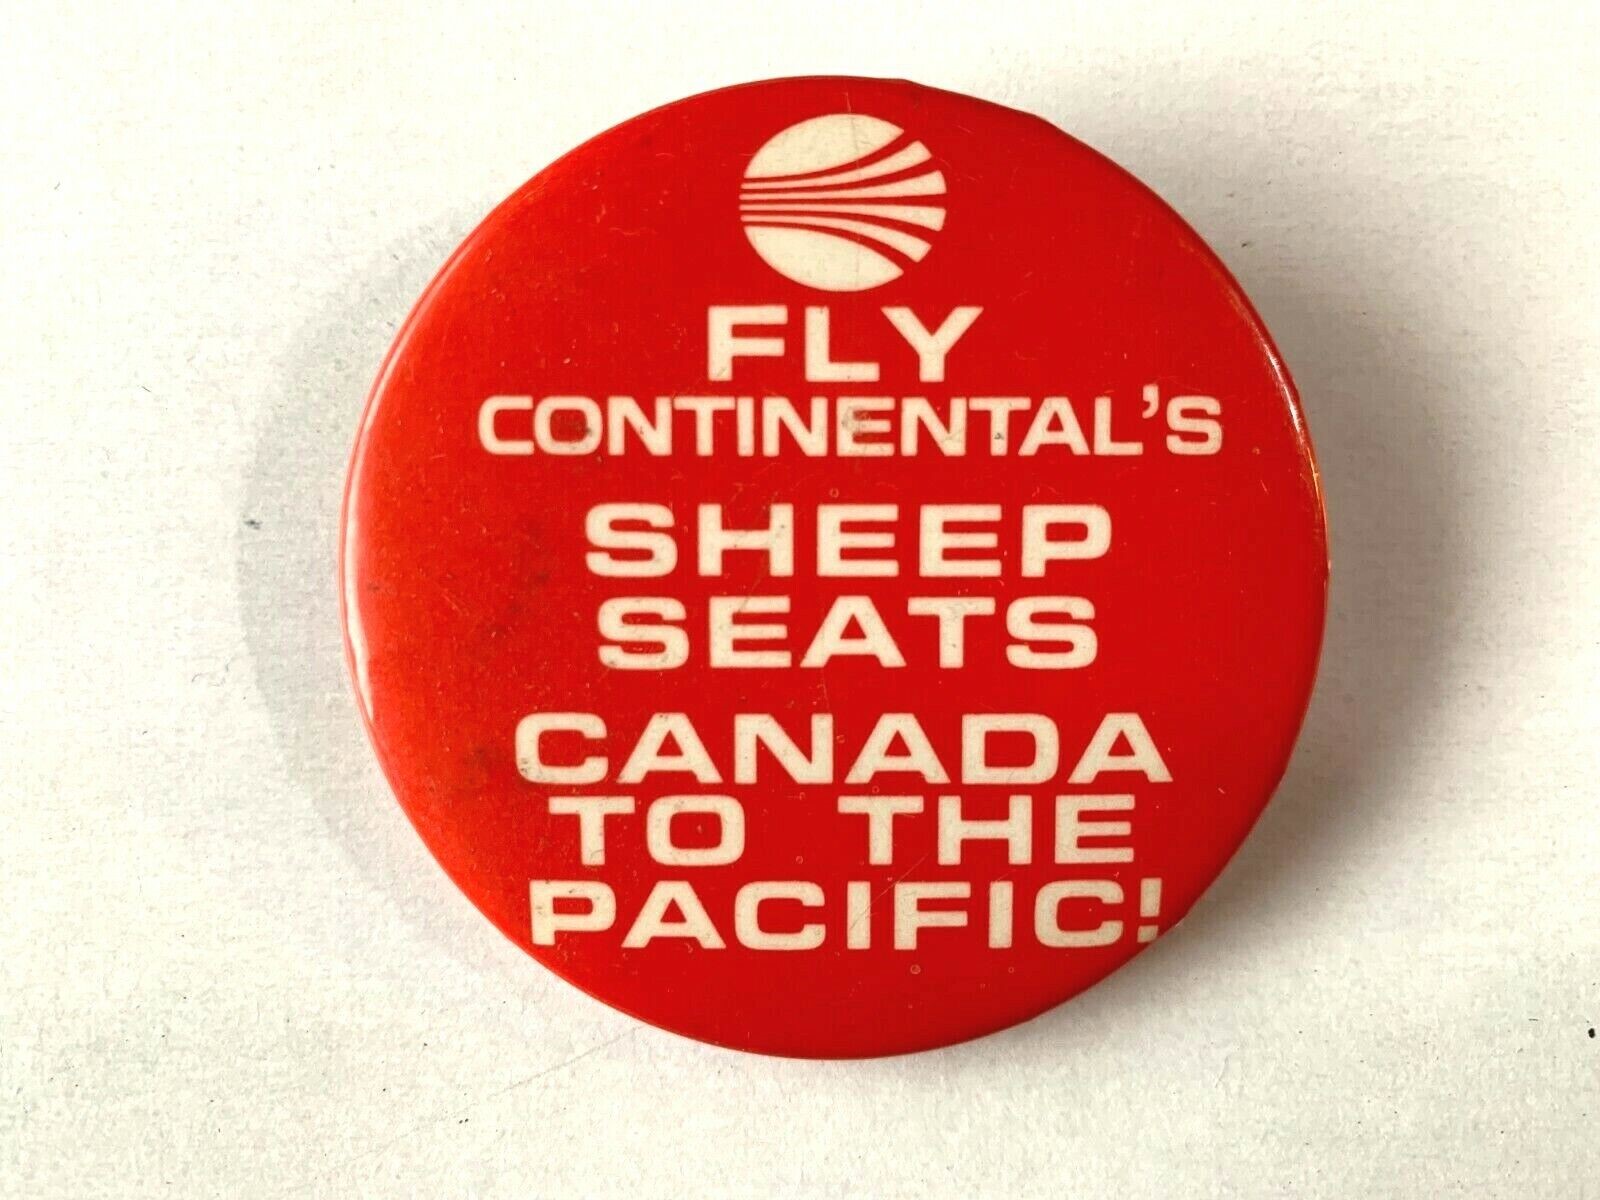 FLY
CONTINENTAL'S
SHEEP
SEATS
CANADA
TO THE
PACIFIC!